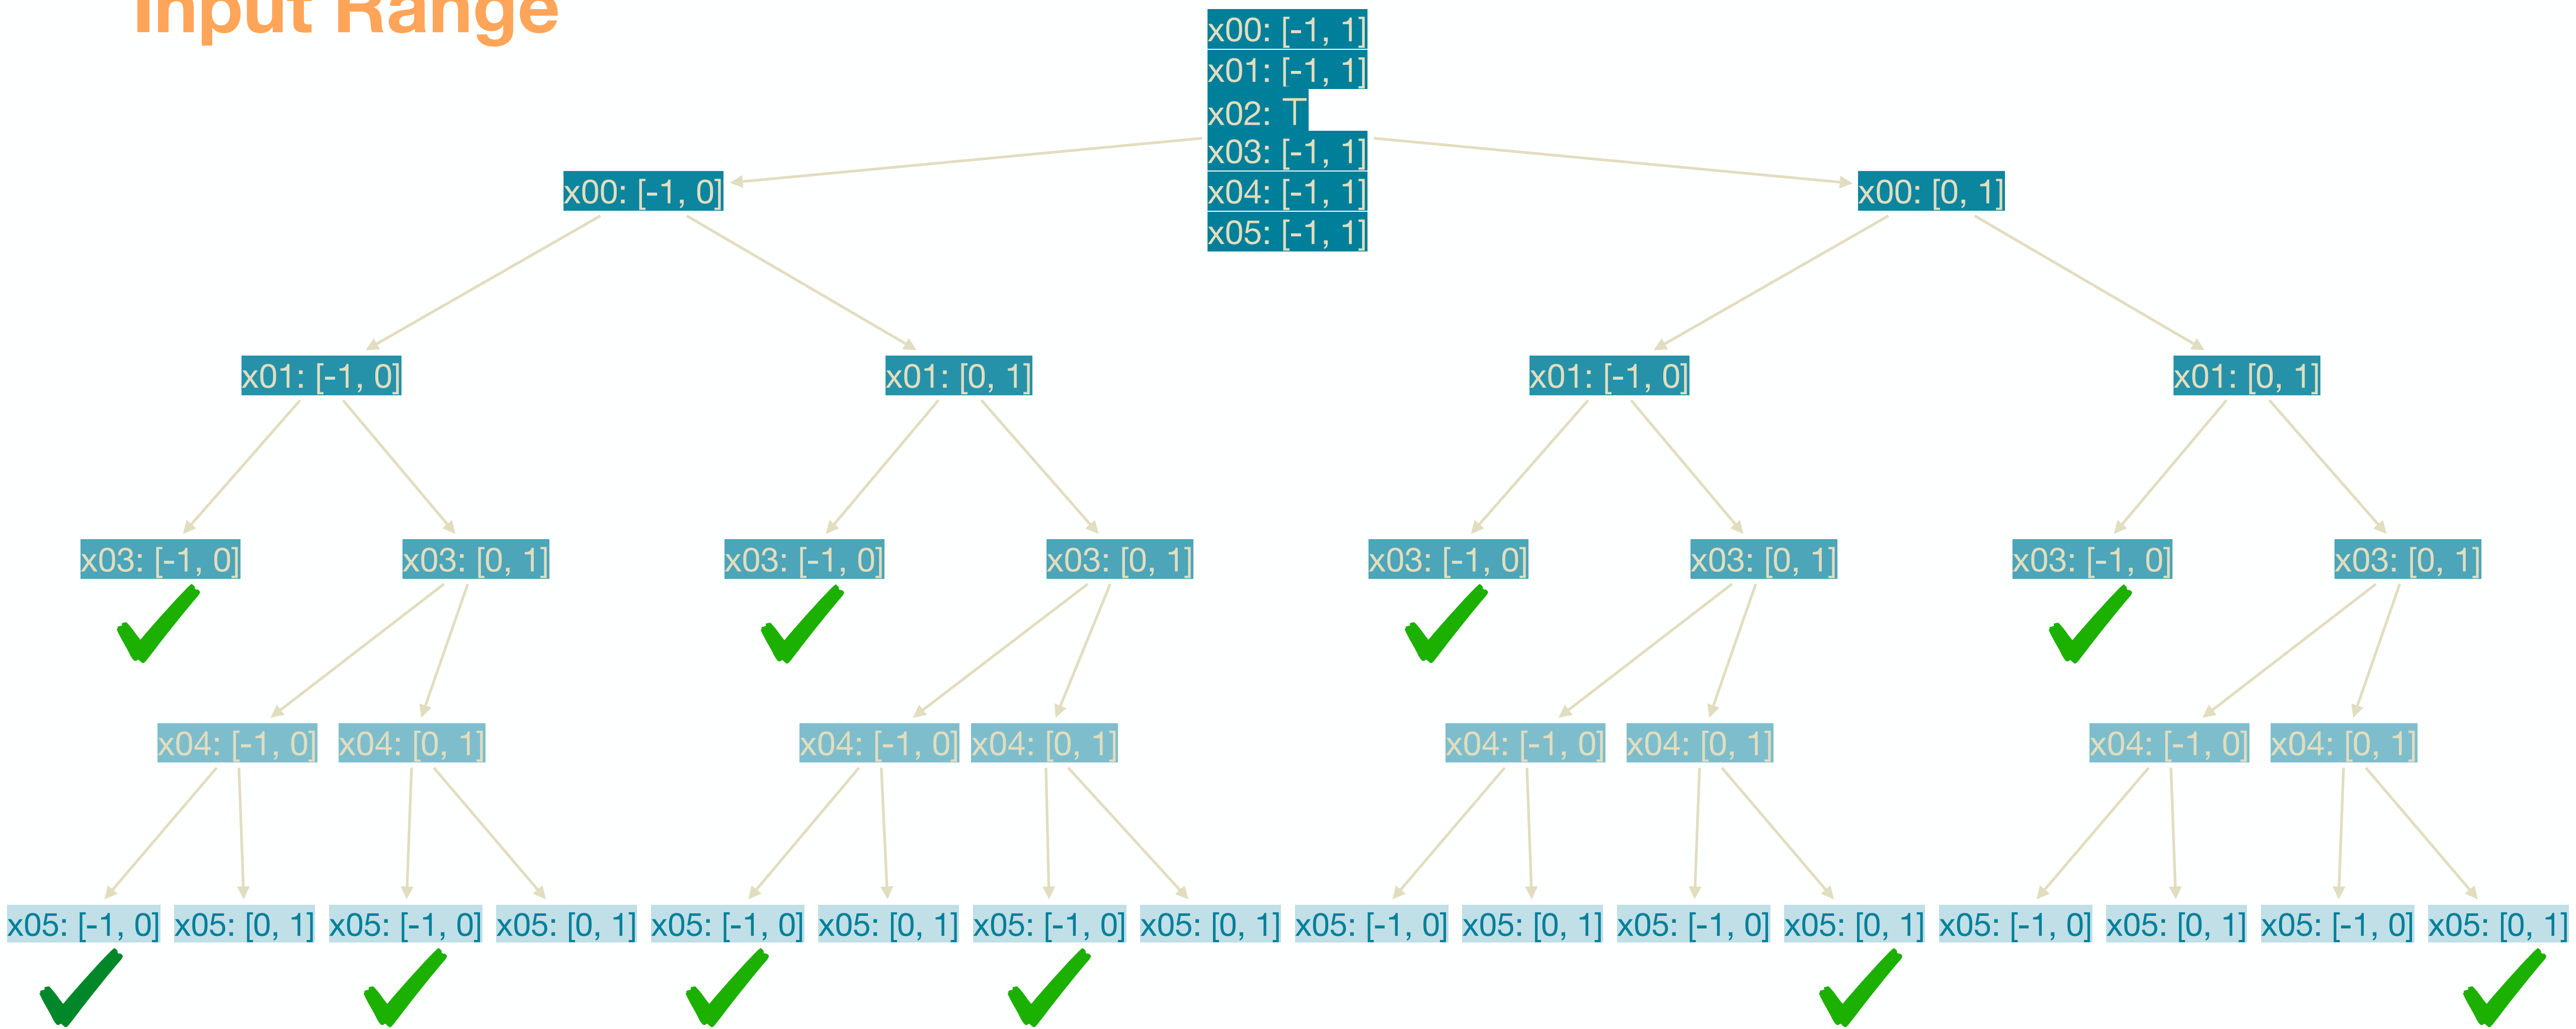 Input Range
x00: [-1, 1]
x01: [-1, 1]
x02: ⊤
x03: [-1, 1]
x04: [-1, 1]
x05: [-1, 1]
x00: [-1, 0]
x00: [0, 1]
x01: [-1, 0]
x01: [0, 1]
x01: [-1, 0]
x01: [0, 1]
x03: [-1, 0]
x03: [0, 1]
x03: [-1, 0]
x03: [0, 1]
x03: [-1, 0]
x03: [0, 1]
x03: [-1, 0]
x03: [0, 1]
x04: [-1, 0]
x04: [0, 1]
x04: [-1, 0]
x04: [0, 1]
x04: [-1, 0]
x04: [0, 1]
x04: [-1, 0]
x04: [0, 1]
x05: [-1, 0]
x05: [0, 1]
x05: [-1, 0]
x05: [0, 1]
x05: [-1, 0]
x05: [0, 1]
x05: [-1, 0]
x05: [0, 1]
x05: [-1, 0]
x05: [0, 1]
x05: [-1, 0]
x05: [0, 1]
x05: [-1, 0]
x05: [0, 1]
x05: [-1, 0]
x05: [0, 1]